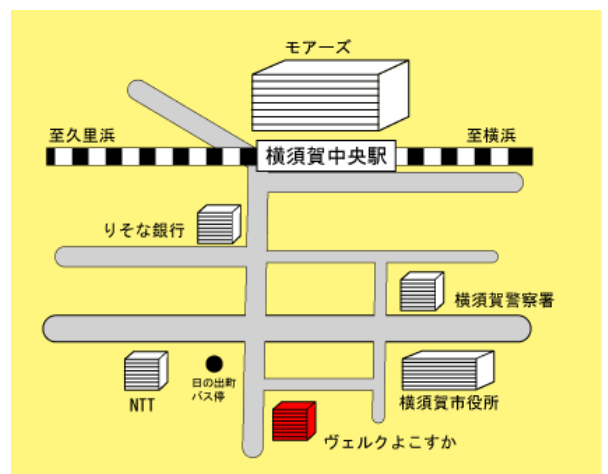 モアーズ
至久里浜
横須賀中央駅
至横浜
りそな銀行
横須賀警察署
日の出町
バス停
NTT
横須賀市役所
ヴェルクよこすか